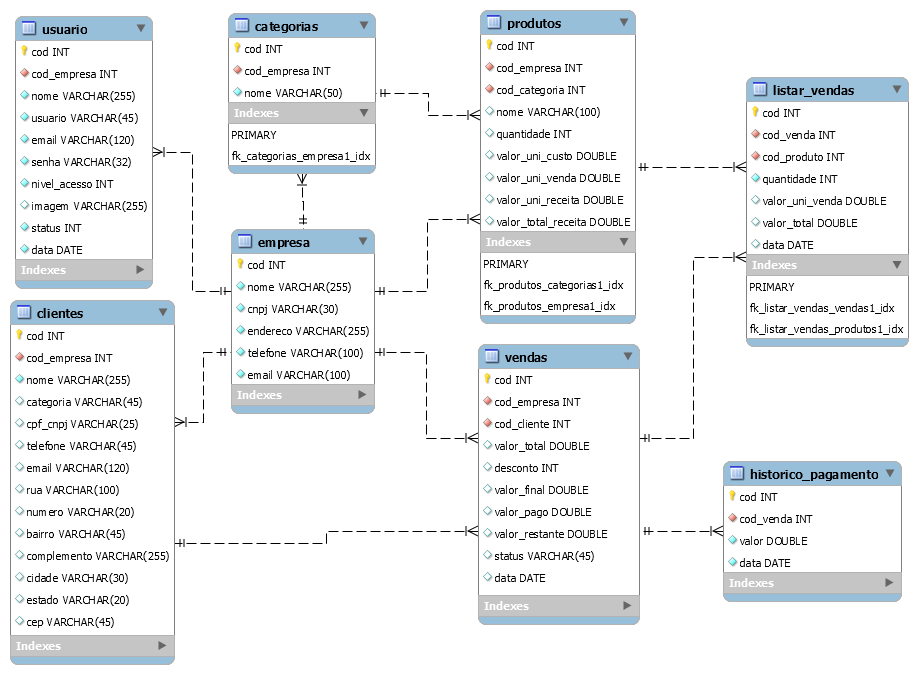 usuario
cod INT
cod_empresa INT
nome VARCHAR(255)
usuario VARCHAR(45)
email VARCHAR(120)
senha VARCHAR(32)
nivel_acesso INT
imagem VARCHAR(255)
status INT
data DATE
Indexes
categorias
cod INT
cod_empresa INT
nome VARCHAR(50)
Indexes
PRIMARY
fk_categorias_empresa1_idx
produtos
cod INT
cod_empresa INT
cod_categoria INT
nome VARCHAR(100)
quantidade INT
valor_uni_custo DOUBLE
valor_uni_venda DOUBLE
valor_uni_receita DOUBLE
valor_total_receita DOUBLE
Indexes
PRIMARY
fk_produtos_categorias1_idx
fk_produtos_empresa1_idx
listar_vendas
cod INT
cod_venda INT
cod_produto INT
quantidade INT
valor_uni_venda DOUBLE
valor_total DOUBLE
data DATE
Indexes
PRIMARY
fk_listar_vendas_vendas1_idx
fk_listar_vendas_produtos1_idx
empresa
cod INT
nome VARCHAR(255)
cnpj VARCHAR(30)
endereco VARCHAR(255)
telefone VARCHAR(100)
email VARCHAR(100)
Indexes
clientes
cod INT
cod_empresa INT
nome VARCHAR(255)
categoria VARCHAR(45)
cpf_cnpj VARCHAR(25)
telefone VARCHAR(45)
email VARCHAR(120)
rua VARCHAR(100)
numero VARCHAR(20)
bairro VARCHAR(45)
complemento VARCHAR(255)
cidade VARCHAR(30)
estado VARCHAR(20)
cep VARCHAR(45)
Indexes
vendas
cod INT
cod_empresa INT
cod_cliente INT
valor_total DOUBLE
desconto INT
valor_final DOUBLE
valor_pago DOUBLE
valor_restante DOUBLE
status VARCHAR(45)
data DATE
Indexes
historico_pagamento
cod INT
cod_venda INT
valor DOUBLE
data DATE
Indexes